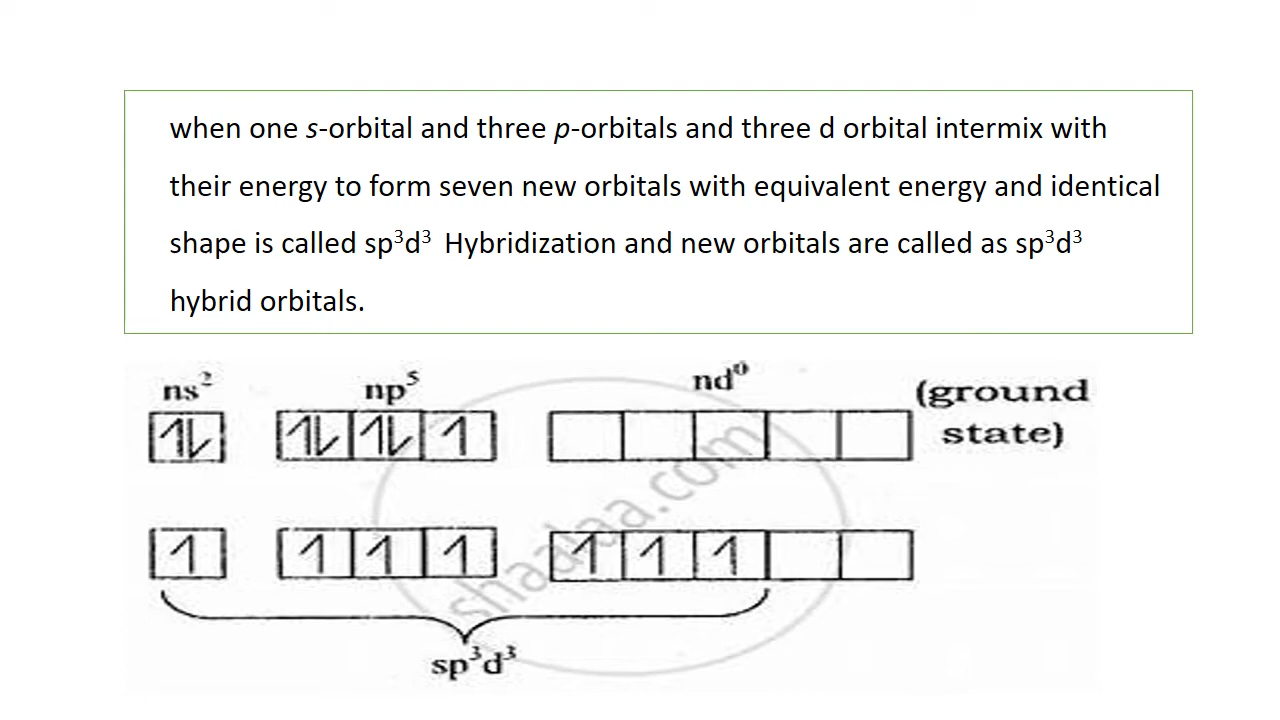 when one s-orbital and three p-orbitals and three d orbital intermix with
their energy to form seven new orbitals with equivalent energy and identical
shape is called sp³d³ Hybridization and new orbitals are called as sp³d³
hybrid orbitals.
ns² np⁵ nd⁰ (ground
state)
shaalaa.com
sp³d³